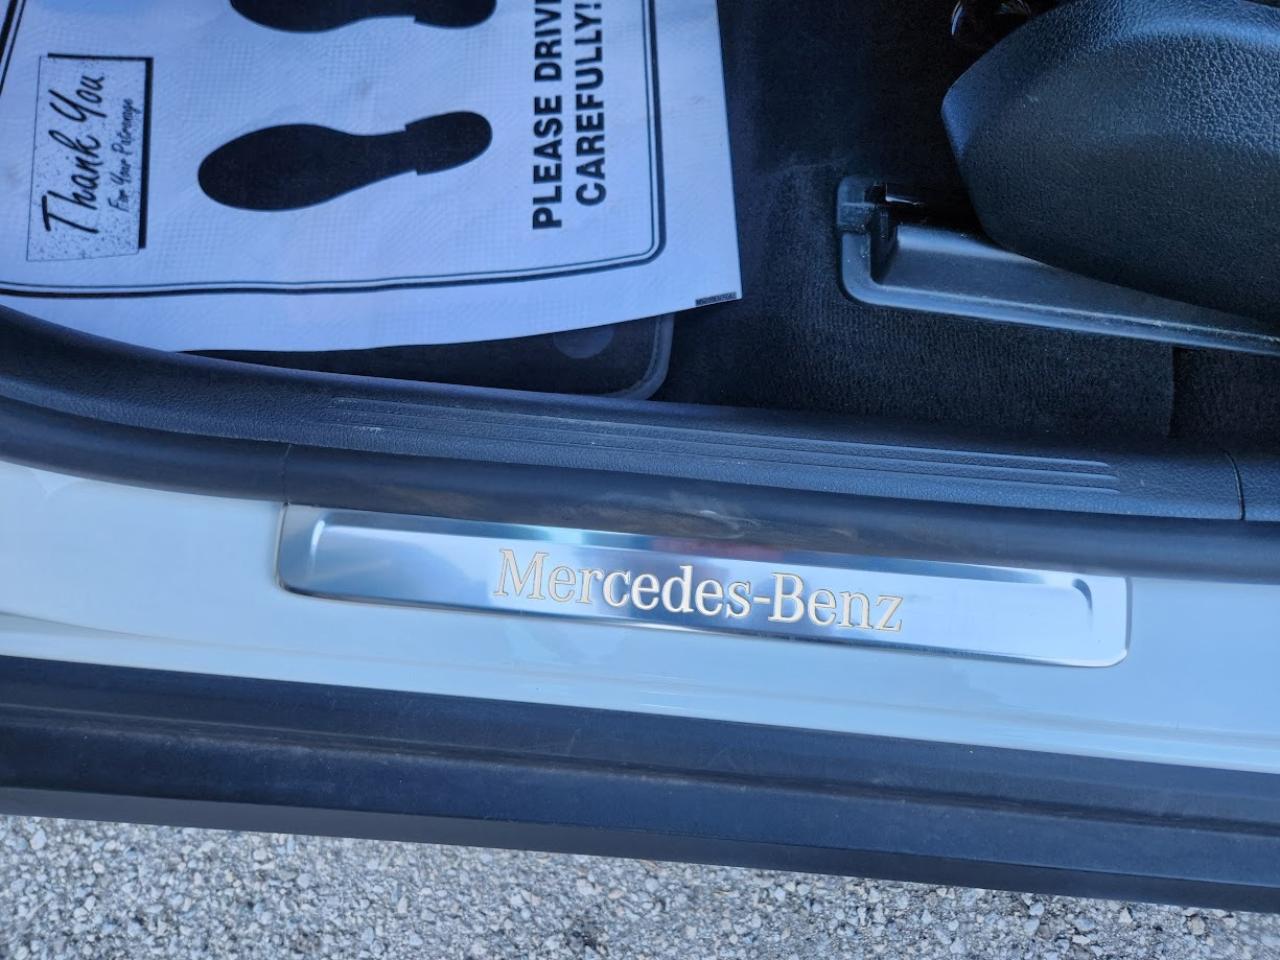 Thank You
For Your Patronage
PLEASE DRIVE
CAREFULLY!
Mercedes-Benz